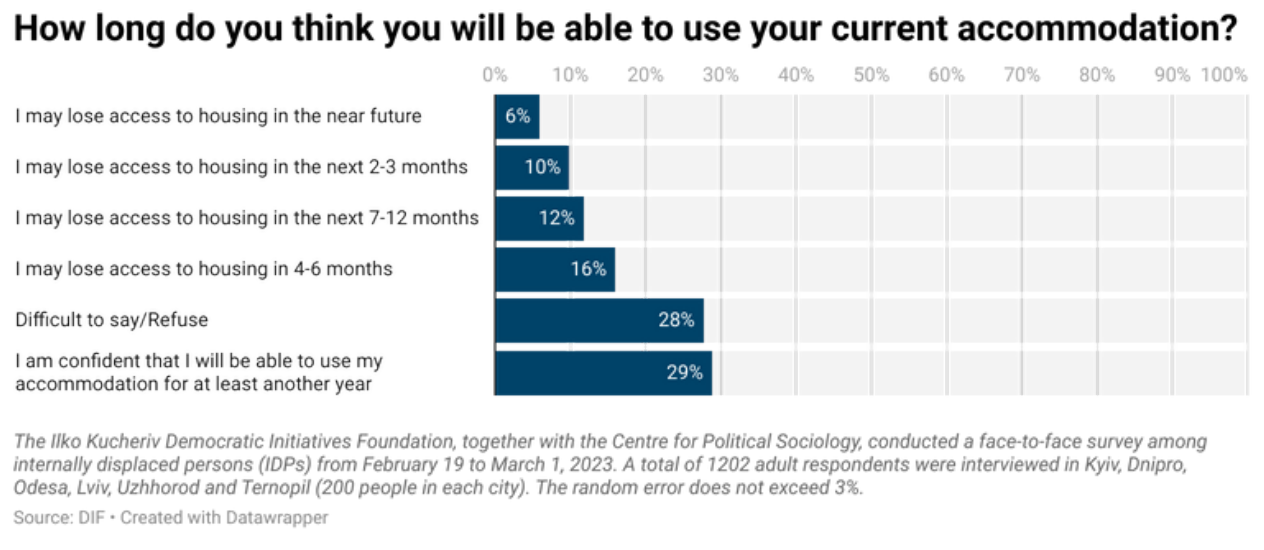 How long do you think you will be able to use your current accommodation?
0% 10% 20% 30% 40% 50% 60% 70% 80% 90% 100%
I may lose access to housing in the near future 6%
I may lose access to housing in the next 2-3 months 10%
I may lose access to housing in the next 7-12 months 12%
I may lose access to housing in 4-6 months 16%
Difficult to say/Refuse 28%
I am confident that I will be able to use my
accommodation for at least another year 29%
The Ilko Kucheriv Democratic Initiatives Foundation, together with the Centre for Political Sociology, conducted a face-to-face survey among
internally displaced persons (IDPs) from February 19 to March 1, 2023. A total of 1202 adult respondents were interviewed in Kyiv, Dnipro,
Odesa, Lviv, Uzhhorod and Ternopil (200 people in each city). The random error does not exceed 3%.
Source: DIF • Created with Datawrapper